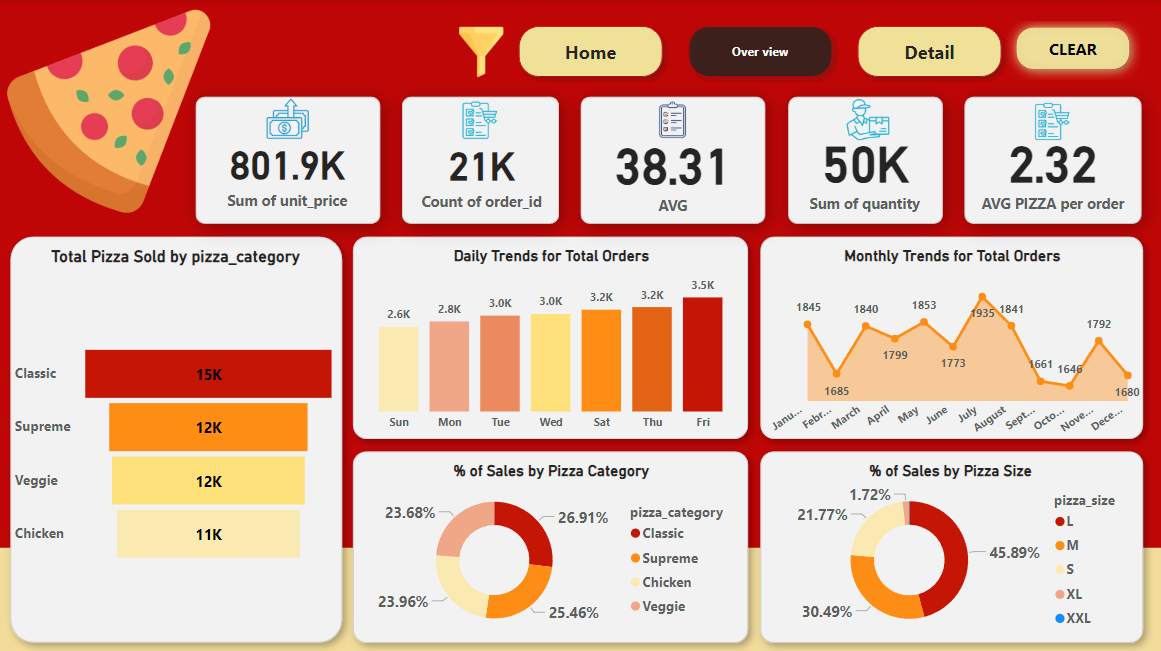 Home
Over view
Detail
CLEAR
801.9K
Sum of unit_price
21K
Count of order_id
38.31
AVG
50K
Sum of quantity
2.32
AVG PIZZA per order
Total Pizza Sold by pizza_category
Classic
15K
Supreme
12K
Veggie
12K
Chicken
11K
Daily Trends for Total Orders
2.6K
2.8K
3.0K
3.0K
3.2K
3.2K
3.5K
Sun
Mon
Tue
Wed
Sat
Thu
Fri
Monthly Trends for Total Orders
1845
1685
1840
1799
1853
1773
1935
1841
1661
1646
1792
1680
Janu...
Febr...
March
April
May
June
July
August
Sept...
Octo...
Nove...
Dece...
% of Sales by Pizza Category
23.68%
26.91%
23.96%
25.46%
pizza_category
Classic
Supreme
Chicken
Veggie
% of Sales by Pizza Size
1.72%
21.77%
45.89%
30.49%
pizza_size
L
M
S
XL
XXL